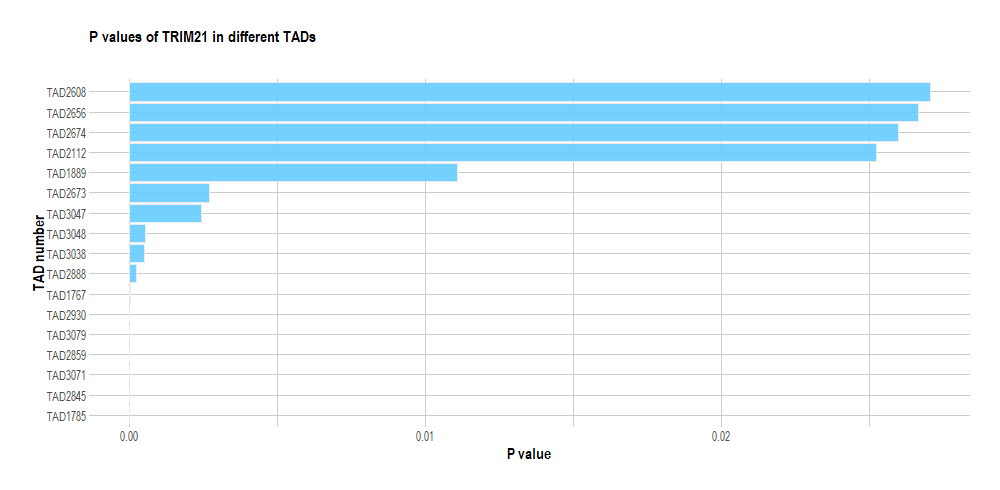 P values of TRIM21 in different TADs
TAD number
TAD2608
TAD2656
TAD2674
TAD2112
TAD1889
TAD2673
TAD3047
TAD3048
TAD3038
TAD2888
TAD1767
TAD2930
TAD3079
TAD2859
TAD3071
TAD2845
TAD1785
0.00 0.01 0.02
P value